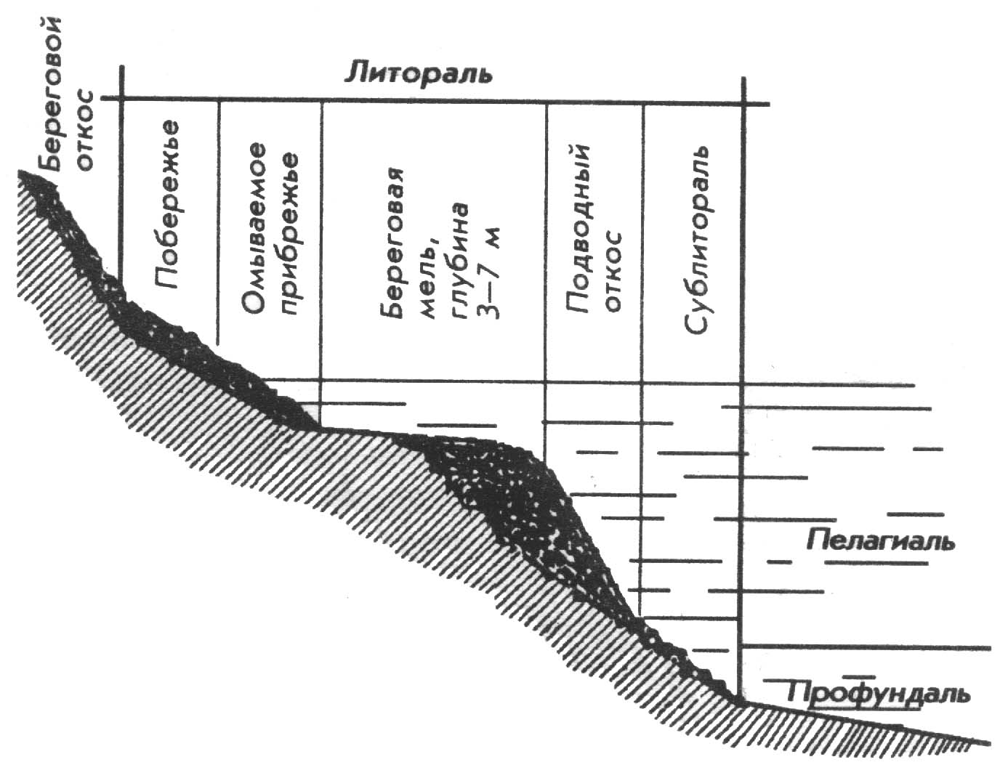 Литораль
Береговой
откос
Побережье
Омываемое
прибрежье
Береговая
мель,
глубина
3—7 м
Подводный
откос
Сублитораль
Пелагиаль
Профундаль